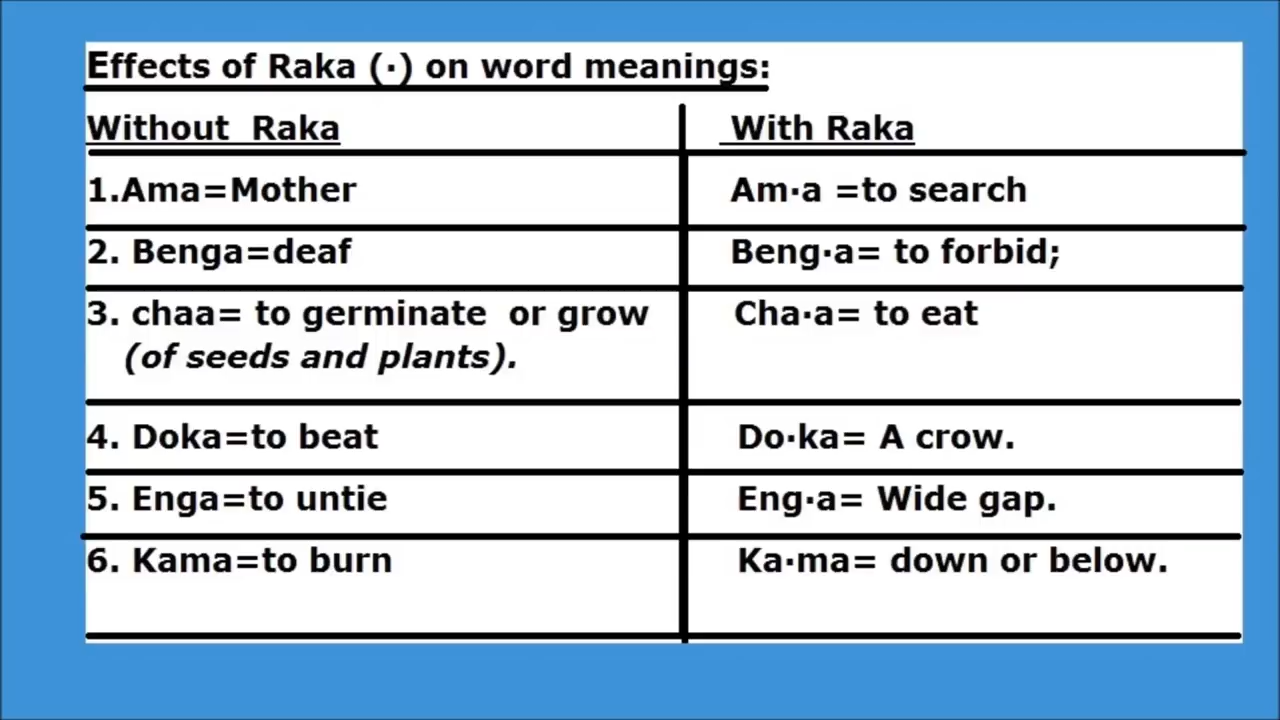 Effects of Raka (·) on word meanings:
Without  Raka    With Raka
1.Ama=Mother    Am·a =to search
2. Benga=deaf    Beng·a= to forbid;
3. chaa= to germinate  or grow    Cha·a= to eat
(of seeds and plants).
4. Doka=to beat    Do·ka= A crow.
5. Enga=to untie    Eng·a= Wide gap.
6. Kama=to burn    Ka·ma= down or below.